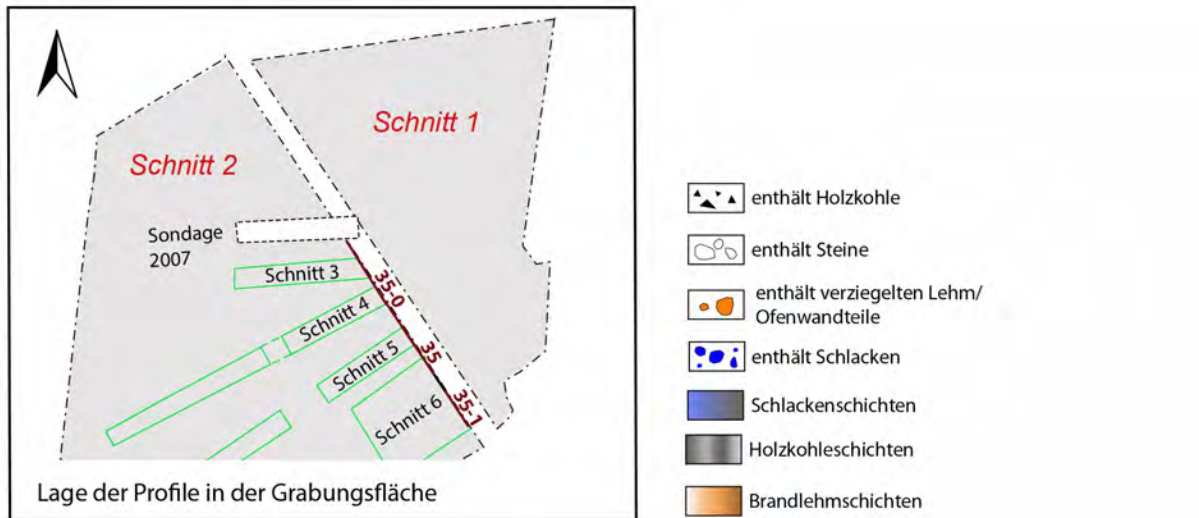 Schnitt 1
Schnitt 2
Sondage
2007
Schnitt 3
35-0
Schnitt 4
35
Schnitt 5
35-1
Schnitt 6
Lage der Profile in der Grabungsfläche
enthält Holzkohle
enthält Steine
enthält verziegelten Lehm/
Ofenwandteile
enthält Schlacken
Schlackenschichten
Holzkohleschichten
Brandlehmschichten